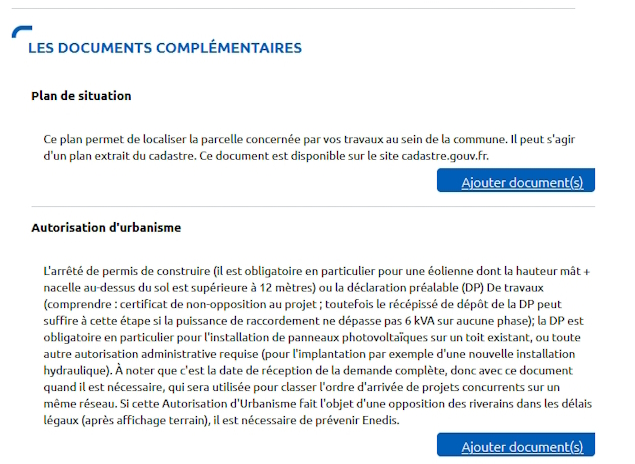 LES DOCUMENTS COMPLÉMENTAIRES
Plan de situation
Ce plan permet de localiser la parcelle concernée par vos travaux au sein de la commune. Il peut s'agir
d'un plan extrait du cadastre. Ce document est disponible sur le site cadastre.gouv.fr.
Ajouter document(s)
Autorisation d'urbanisme
L'arrêté de permis de construire (il est obligatoire en particulier pour une éolienne dont la hauteur mât +
nacelle au-dessus du sol est supérieure à 12 mètres) ou la déclaration préalable (DP) De travaux
(comprendre : certificat de non-opposition au projet ; toutefois le récépissé de dépôt de la DP peut
suffire à cette étape si la puissance de raccordement ne dépasse pas 6 kVA sur aucune phase); la DP est
obligatoire en particulier pour l'installation de panneaux photovoltaïques sur un toit existant, ou toute
autre autorisation administrative requise (pour l'implantation par exemple d'une nouvelle installation
hydraulique). À noter que c'est la date de réception de la demande complète, donc avec ce document
quand il est nécessaire, qui sera utilisée pour classer l'ordre d'arrivée de projets concurrents sur un
même réseau. Si cette Autorisation d'Urbanisme fait l'objet d'une opposition des riverains dans les délais
légaux (après affichage terrain), il est nécessaire de prévenir Enedis.
Ajouter document(s)